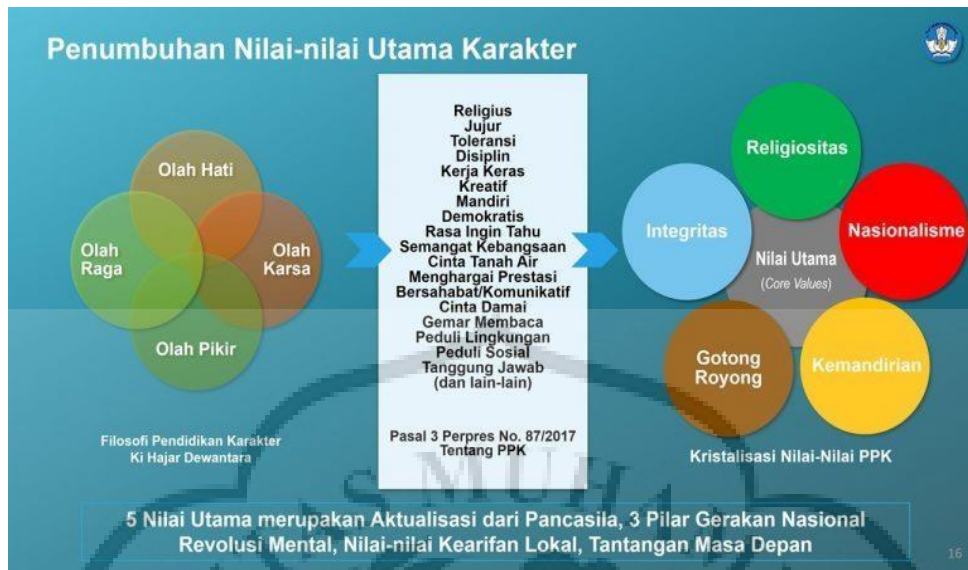 Penumbuhan Nilai-nilai Utama Karakter
Olah Hati
Olah
Raga
Olah
Karsa
Olah Pikir
Filosofi Pendidikan Karakter
Ki Hajar Dewantara
Religius
Jujur
Toleransi
Disiplin
Kerja Keras
Kreatif
Mandiri
Demokratis
Rasa Ingin Tahu
Semangat Kebangsaan
Cinta Tanah Air
Menghargai Prestasi
Bersahabat/Komunikatif
Cinta Damai
Gemar Membaca
Peduli Lingkungan
Peduli Sosial
Tanggung Jawab
(dan lain-lain)
Pasal 3 Perpres No. 87/2017
Tentang PPK
Religiositas
Integritas
Nasionalisme
Nilai Utama
(Core Values)
Gotong
Royong
Kemandirian
Kristalisasi Nilai-Nilai PPK
5 Nilai Utama merupakan Aktualisasi dari Pancasila, 3 Pilar Gerakan Nasional
Revolusi Mental, Nilai-nilai Kearifan Lokal, Tantangan Masa Depan
16
AS MUHA